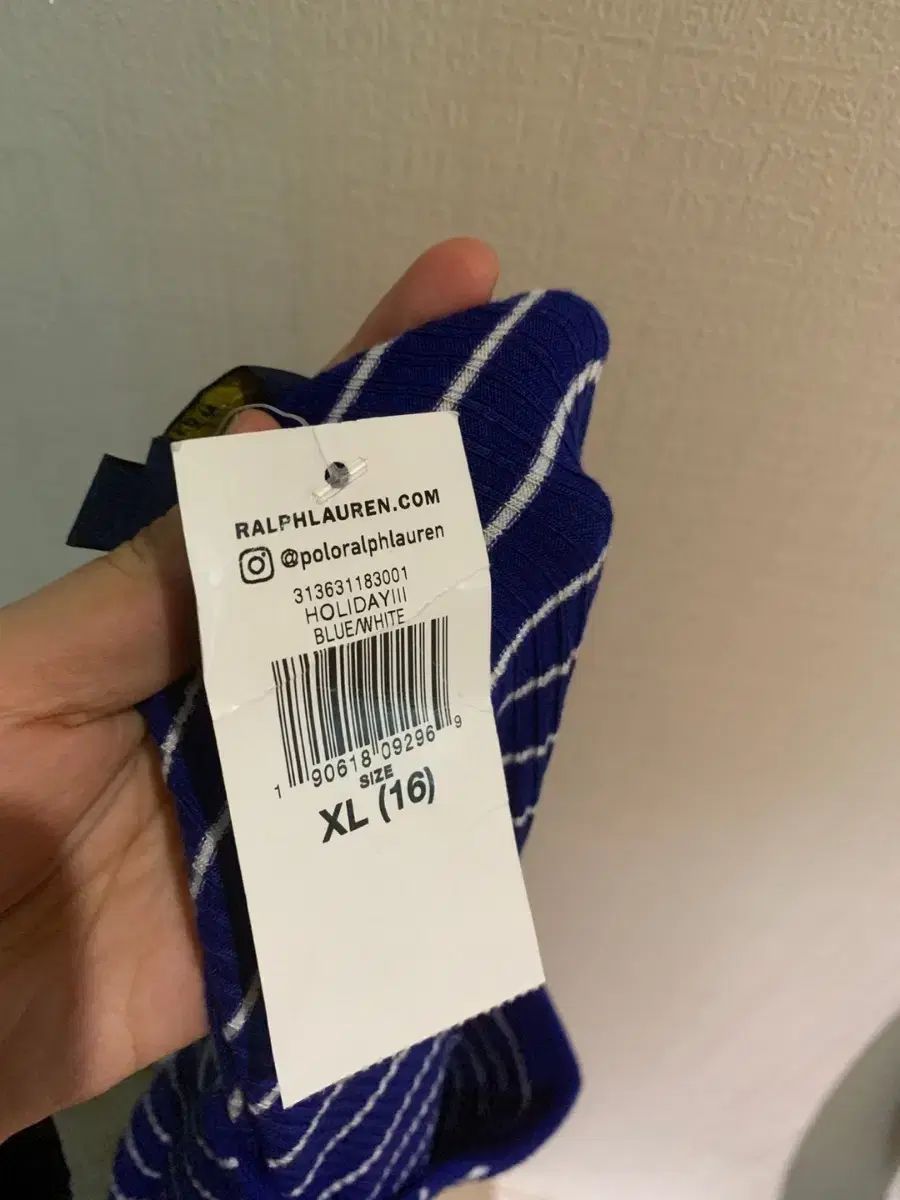 RALPHLAUREN.COM
@poloralphlauren
313631183001
HOLIDAYIII
BLUE/WHITE
1 90618 09296 9
SIZE
XL (16)